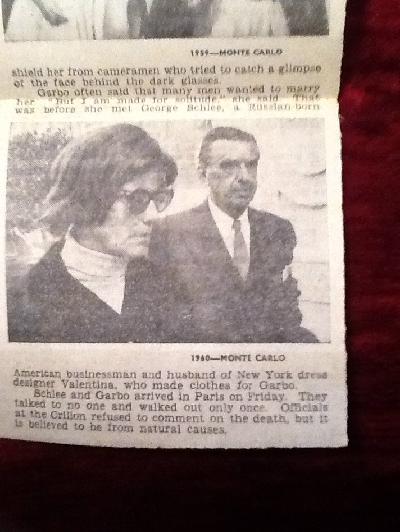 1959—MONTE CARLO
shield her from cameramen who tried to catch a glimpse
of the face behind the dark glasses.
Garbo often said that many men wanted to marry
her. "But I am made for solitude," she said. That
was before she met George Schlee, a Russian-born
1960—MONTE CARLO
American businessman and husband of New York dress
designer Valentina, who made clothes for Garbo.
Schlee and Garbo arrived in Paris on Friday. They
talked to no one and walked out only once. Officials
at the Crillon refused to comment on the death, but it
is believed to be from natural causes.